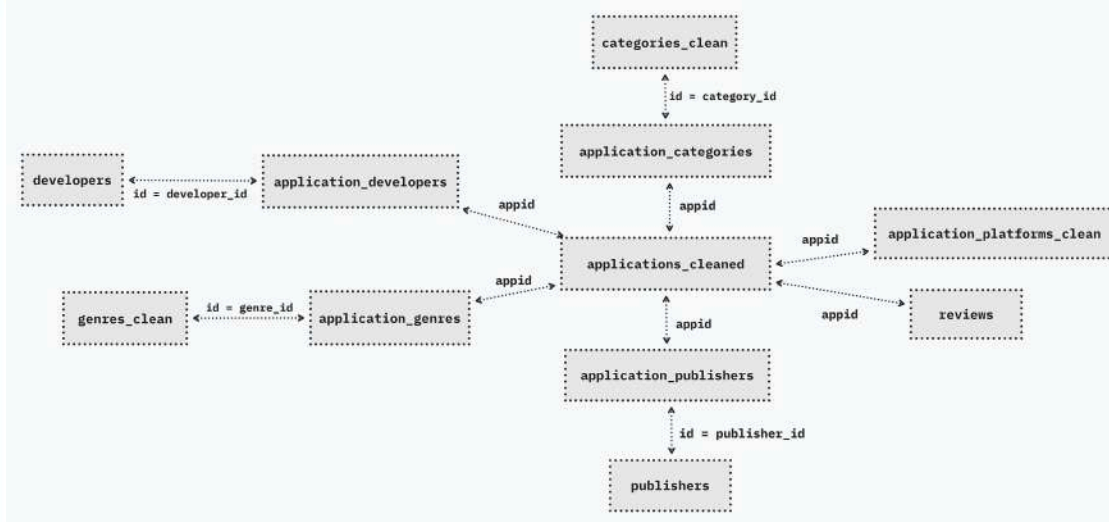 categories_clean
id = category_id
application_categories
developers
id = developer_id
application_developers
appid
appid
application_platforms_clean
appid
applications_cleaned
appid
genres_clean
id = genre_id
application_genres
appid
reviews
appid
application_publishers
id = publisher_id
publishers